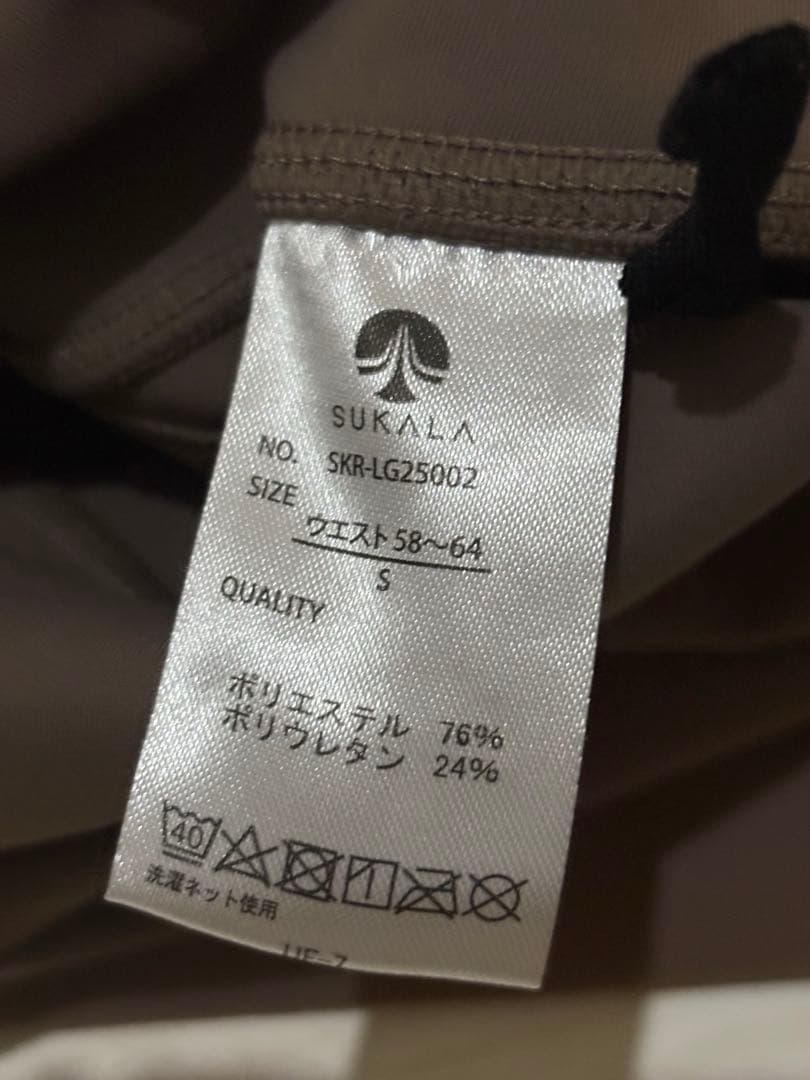 SUKALA
NO. SKR-LG25002
SIZE
ウエスト58〜64
S
QUALITY
ポリエステル 76%
ポリウレタン 24%
40
洗濯ネット使用